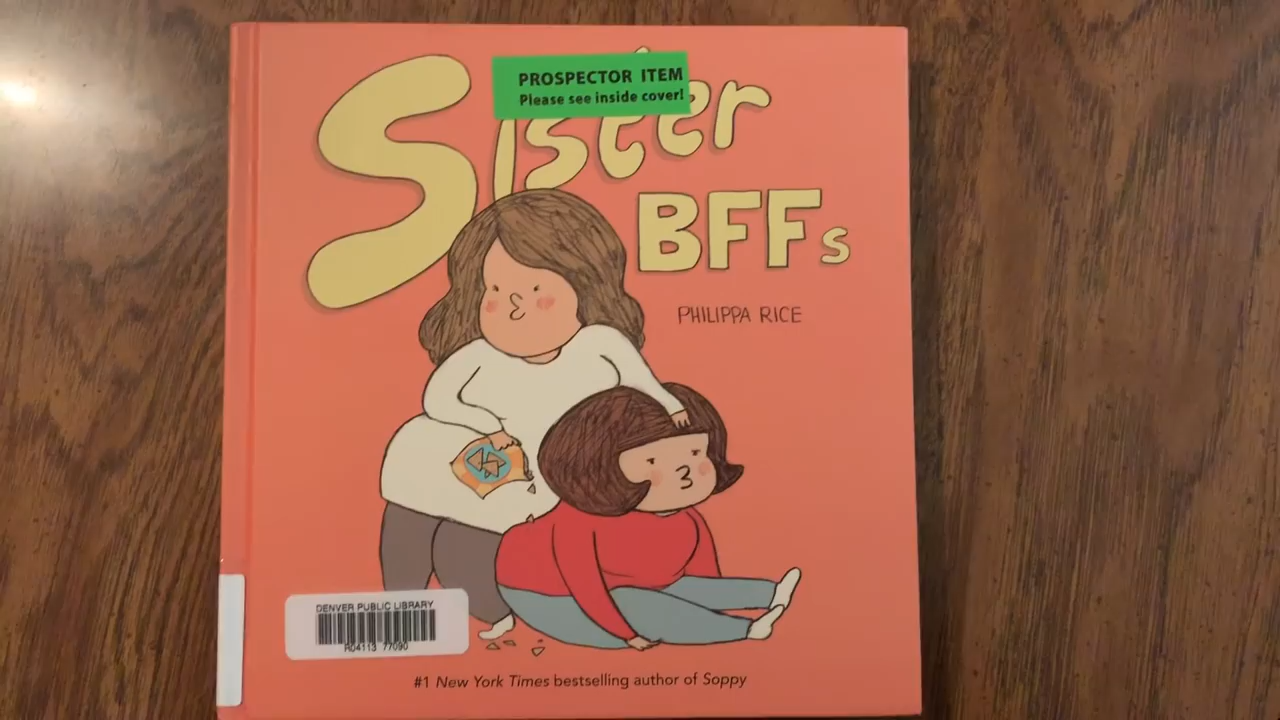 PROSPECTOR ITEM
Please see inside cover!
Sister
BFFs
PHILIPPA RICE
DENVER PUBLIC LIBRARY
R04113 77090
#1 New York Times bestselling author of Soppy